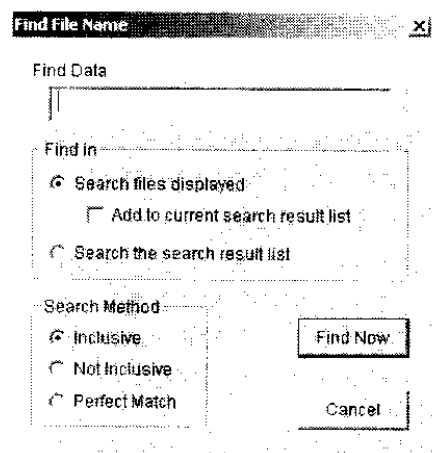 Find File Name
Find Data
Find in
Search files displayed
Add to current search result list
Search the search result list
Search Method
Inclusive
Not Inclusive
Perfect Match
Find Now
Cancel